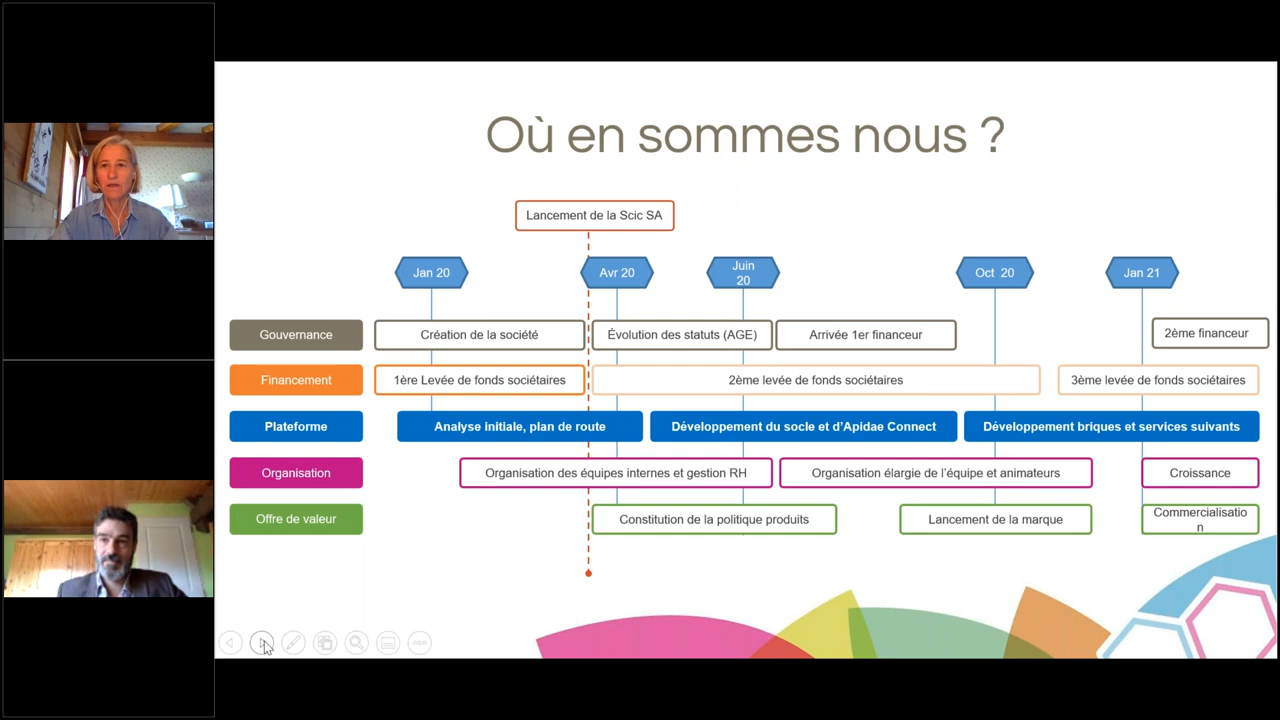 Où en sommes nous ?
Lancement de la Scic SA
Jan 20
Avr 20
Juin
20
Oct 20
Jan 21
Gouvernance
Création de la société
Évolution des statuts (AGE)
Arrivée 1er financeur
2ème financeur
Financement
1ère Levée de fonds sociétaires
2ème levée de fonds sociétaires
3ème levée de fonds sociétaires
Plateforme
Analyse initiale, plan de route
Développement du socle et d'Apidae Connect
Développement briques et services suivants
Organisation
Organisation des équipes internes et gestion RH
Organisation élargie de l'équipe et animateurs
Croissance
Offre de valeur
Constitution de la politique produits
Lancement de la marque
Commercialisatio
n